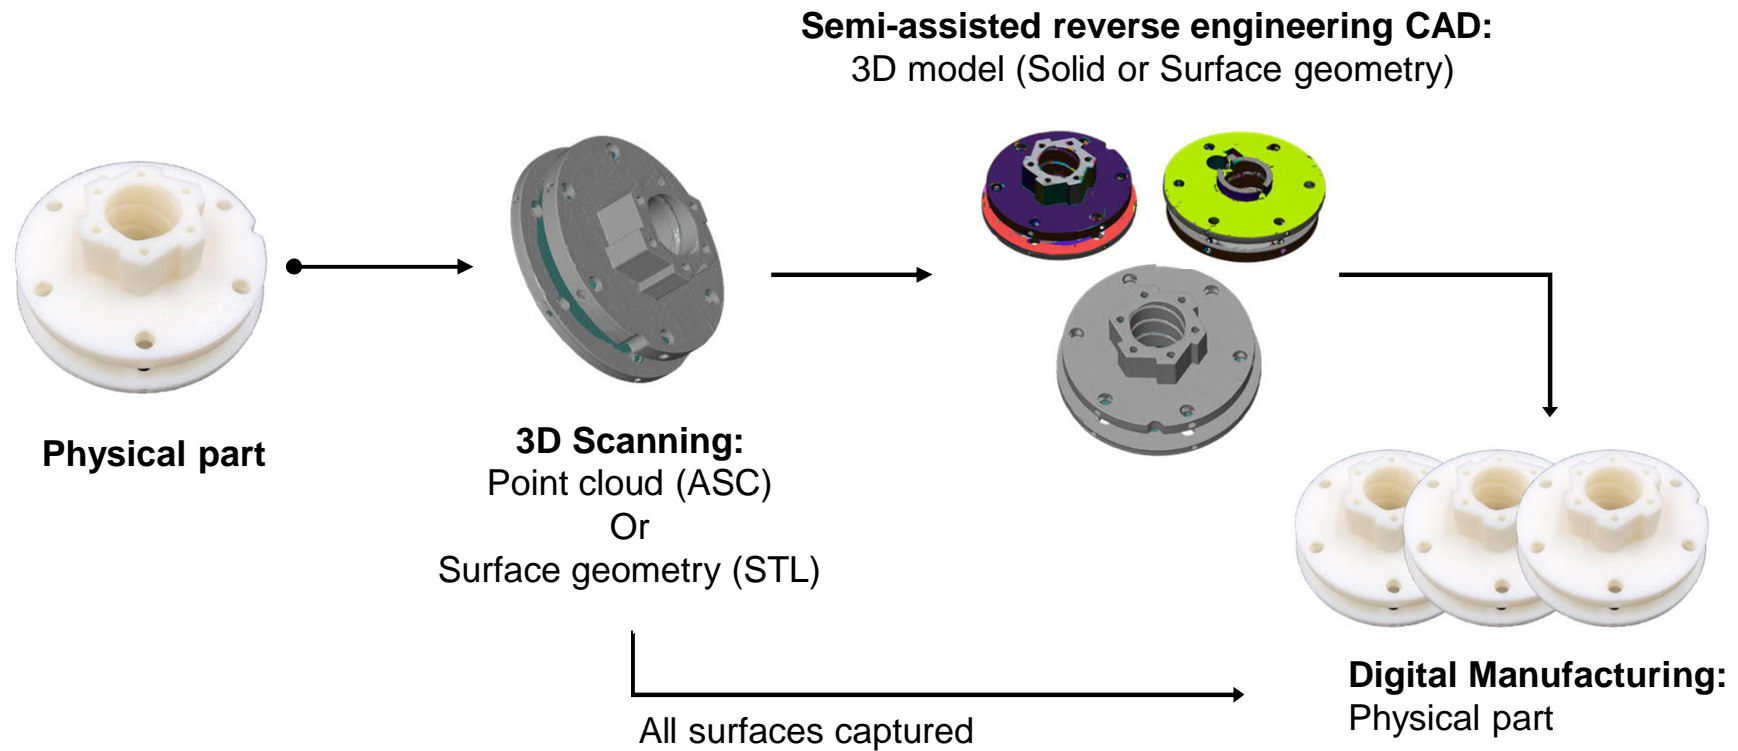 Semi-assisted reverse engineering CAD:
3D model (Solid or Surface geometry)
Physical part
3D Scanning:
Point cloud (ASC)
Or
Surface geometry (STL)
All surfaces captured
Digital Manufacturing:
Physical part